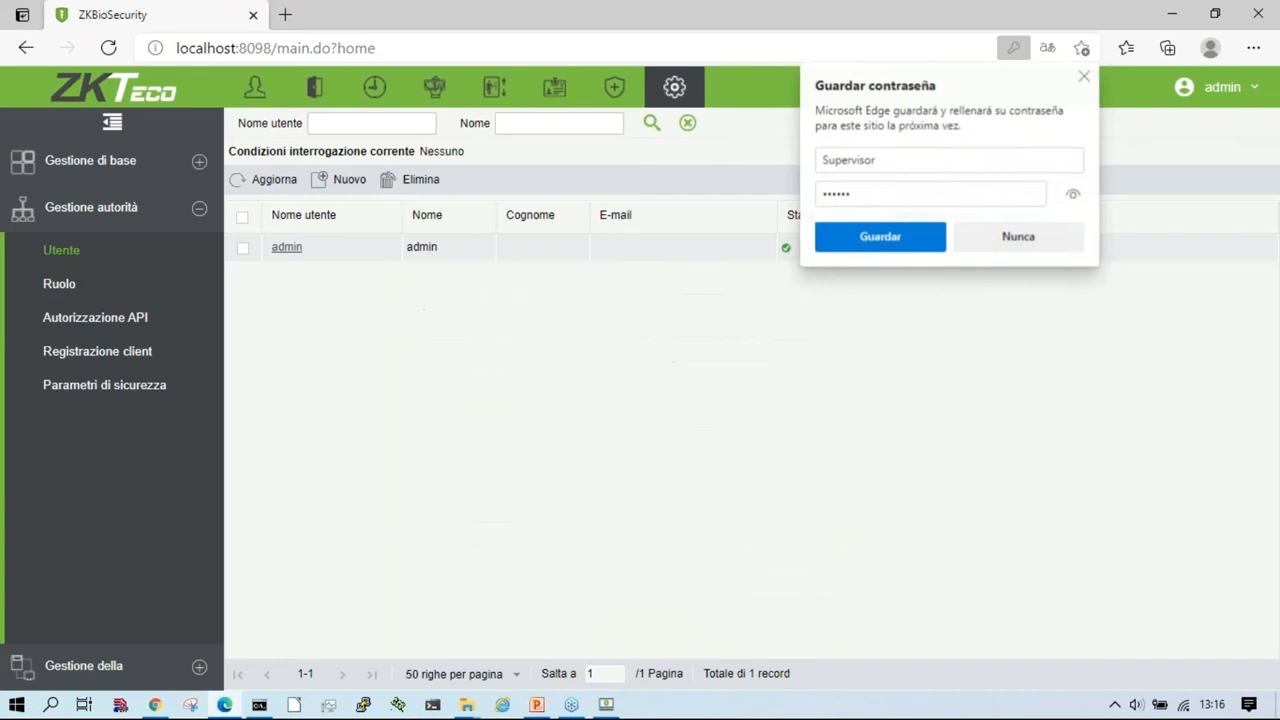 ZKBioSecurity
localhost:8098/main.do?home
ZKTeco
admin
Guardar contraseña
Microsoft Edge guardará y rellenará su contraseña
para este sitio la próxima vez.
Supervisor
••••••
Guardar
Nunca
Nome utente
Nome
Condizioni interrogazione corrente Nessuno
Aggiorna
Nuovo
Elimina
Gestione di base
Gestione autorità
Utente
Ruolo
Autorizzazione API
Registrazione client
Parametri di sicurezza
Gestione della
Nome utente Nome Cognome E-mail Sta
admin admin
1-1
50 righe per pagina
Salta a 1 /1 Pagina
Totale di 1 record
13:16